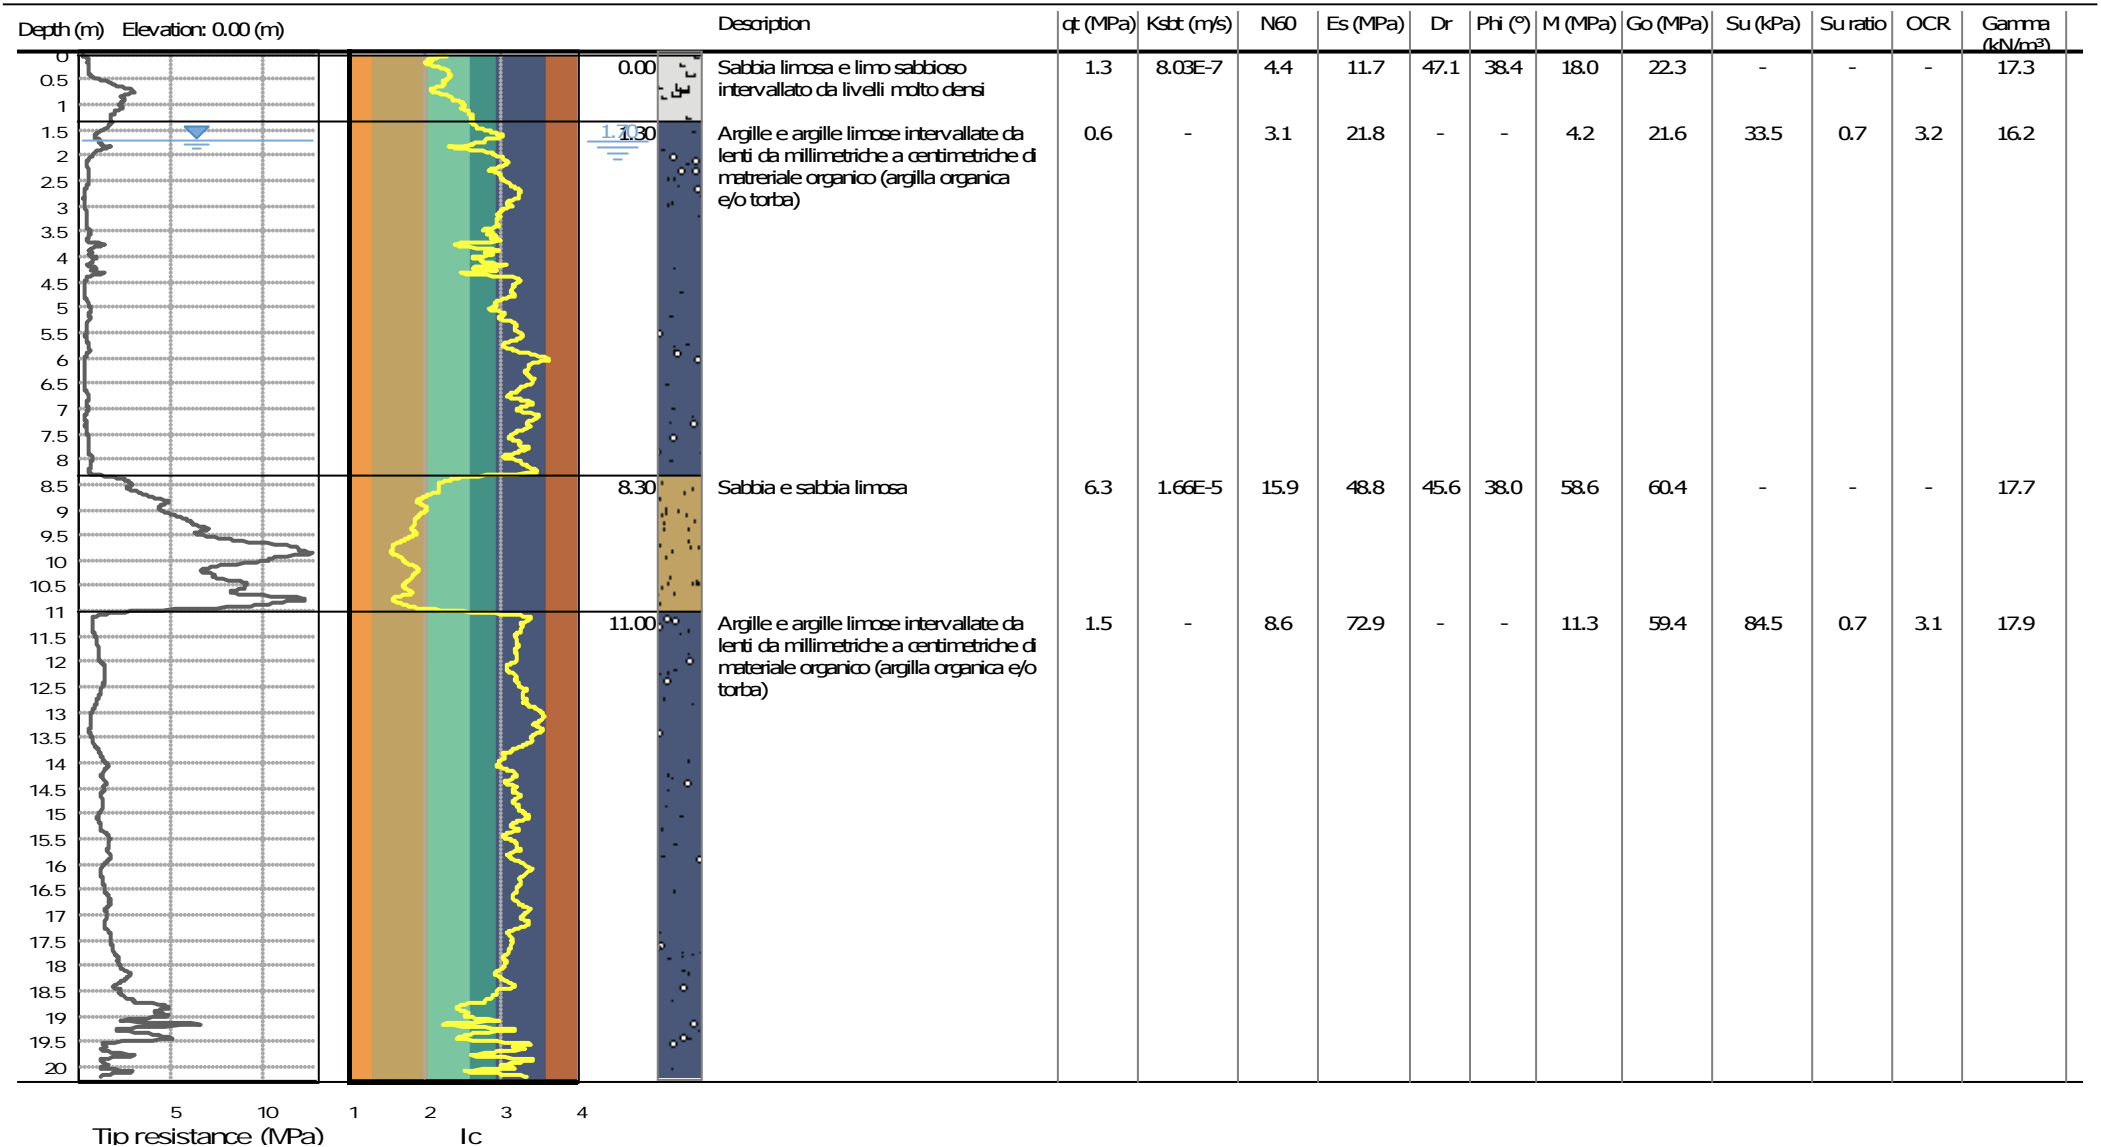 Depth (m) Elevation: 0.00 (m) Description qt (MPa) Ksbt (m/s) N60 Es (MPa) Dr Phi (°) M (MPa) Go (MPa) Su (kPa) Su ratio OCR Gamma (kN/m³)
0
0.5
1
1.5
2
2.5
3
3.5
4
4.5
5
5.5
6
6.5
7
7.5
8
8.5
9
9.5
10
10.5
11
11.5
12
12.5
13
13.5
14
14.5
15
15.5
16
16.5
17
17.5
18
18.5
19
19.5
20
5 10
Tip resistance (MPa)
1 2 3 4
Ic
0.00 Sabbia limosa e limo sabbioso 1.3 8.03E-7 4.4 11.7 47.1 38.4 18.0 22.3 - - - 17.3
intervallato da livelli molto densi
1.70
1.30 Argille e argille limose intervallate da 0.6 - 3.1 21.8 - - 4.2 21.6 33.5 0.7 3.2 16.2
lenti da millimetriche a centimetriche di
matreriale organico (argilla organica
e/o torba)
8.30 Sabbia e sabbia limosa 6.3 1.66E-5 15.9 48.8 45.6 38.0 58.6 60.4 - - - 17.7
11.00 Argille e argille limose intervallate da 1.5 - 8.6 72.9 - - 11.3 59.4 84.5 0.7 3.1 17.9
lenti da millimetriche a centimetriche di
materiale organico (argilla organica e/o
torba)